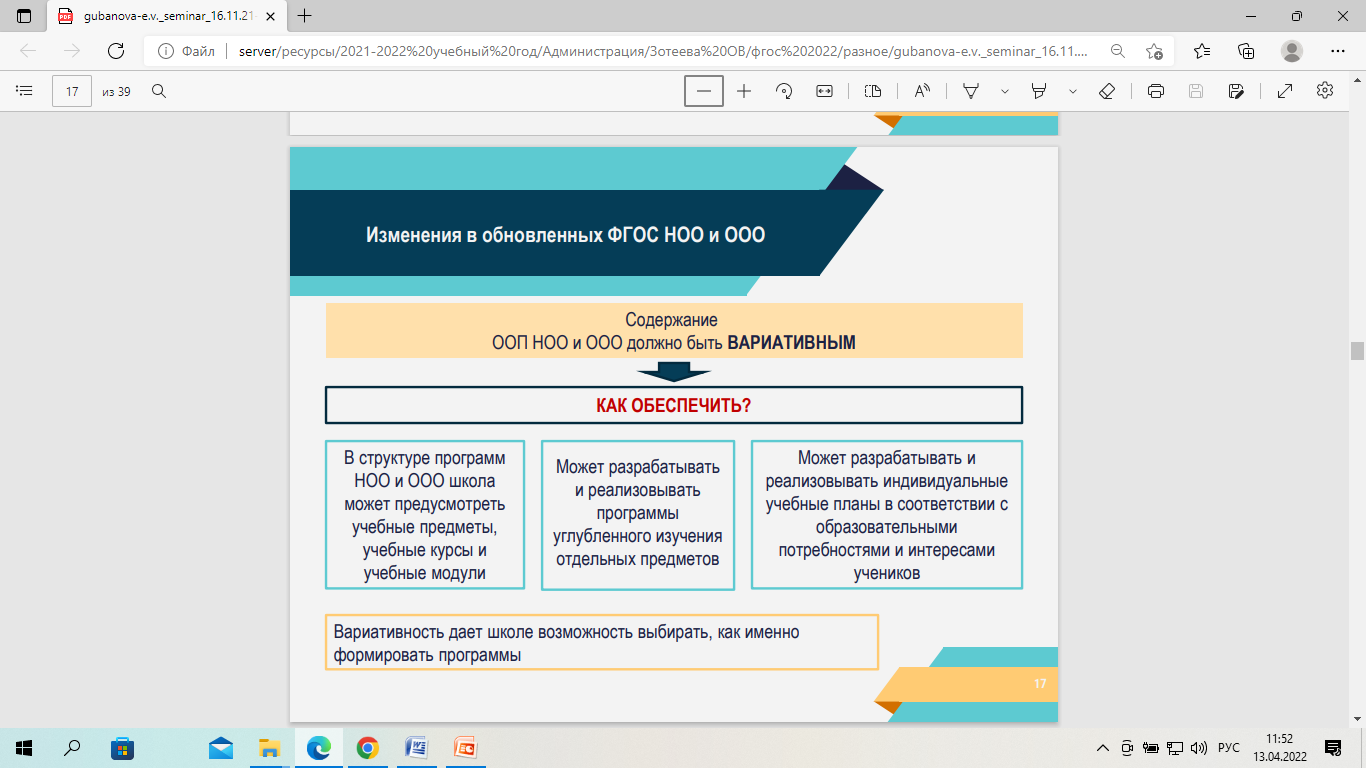 gubanova-e.v._seminar_16.11.21-
Файл
server/ресурсы/2021-2022%20учебный%20год/Администрация/Зотеева%20ОВ/фгос%202022/разное/gubanova-e.v._seminar_16.11....
17
из 39
Изменения в обновленных ФГОС НОО и ООО
Содержание
ООП НОО и ООО должно быть ВАРИАТИВНЫМ
КАК ОБЕСПЕЧИТЬ?
В структуре программ
НОО и ООО школа
может предусмотреть
учебные предметы,
учебные курсы и
учебные модули
Может разрабатывать
и реализовывать
программы
углубленного изучения
отдельных предметов
Может разрабатывать и
реализовывать индивидуальные
учебные планы в соответствии с
образовательными
потребностями и интересами
учеников
Вариативность дает школе возможность выбирать, как именно
формировать программы
17
РУС
11:52
13.04.2022